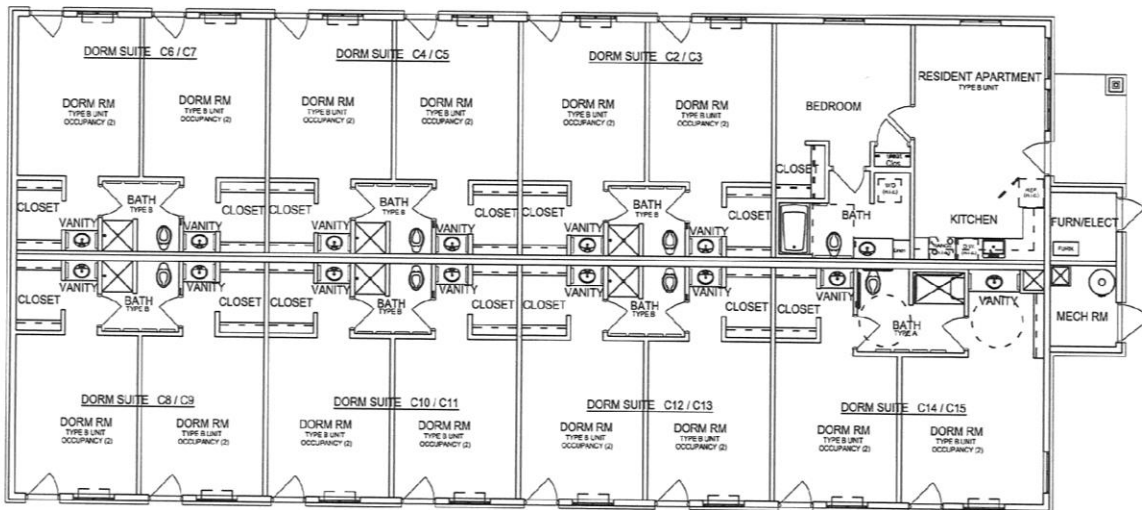 DORM SUITE C6 / C7
DORM SUITE C4 / C5
DORM SUITE C2 / C3
RESIDENT APARTMENT
TYPE B UNIT
BEDROOM
DORM RM
TYPE B UNIT
OCCUPANCY (2)
DORM RM
TYPE B UNIT
OCCUPANCY (2)
DORM RM
TYPE B UNIT
OCCUPANCY (2)
DORM RM
TYPE B UNIT
OCCUPANCY (2)
DORM RM
TYPE B UNIT
OCCUPANCY (2)
DORM RM
TYPE B UNIT
OCCUPANCY (2)
CLOSET
CLOSET
BATH
TYPE B
VANITY
VANITY
CLOSET
CLOSET
BATH
TYPE B
VANITY
VANITY
CLOSET
CLOSET
BATH
TYPE B
VANITY
VANITY
CLOSET
CLOSET
W/D
BATH
KITCHEN
REF
FURN/ELECT
FURN.
VANITY
VANITY
CLOSET
BATH
TYPE B
CLOSET
CLOSET
VANITY
VANITY
BATH
TYPE B
CLOSET
CLOSET
VANITY
VANITY
BATH
TYPE B
CLOSET
CLOSET
VANITY
BATH
TYPE A
VANITY
MECH RM
DORM SUITE C8 / C9
DORM SUITE C10 / C11
DORM SUITE C12 / C13
DORM SUITE C14 / C15
DORM RM
TYPE B UNIT
OCCUPANCY (2)
DORM RM
TYPE B UNIT
OCCUPANCY (2)
DORM RM
TYPE B UNIT
OCCUPANCY (2)
DORM RM
TYPE B UNIT
OCCUPANCY (2)
DORM RM
TYPE B UNIT
OCCUPANCY (2)
DORM RM
TYPE B UNIT
OCCUPANCY (2)
DORM RM
TYPE B UNIT
OCCUPANCY (2)
DORM RM
TYPE B UNIT
OCCUPANCY (2)